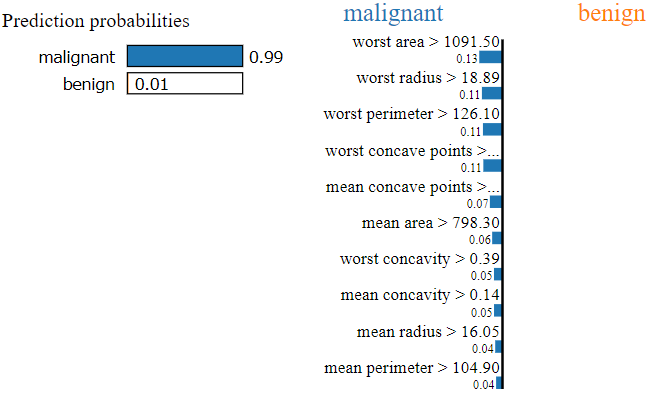 Prediction probabilities
malignant 0.99
benign 0.01
malignant benign
worst area > 1091.50
0.13
worst radius > 18.89
0.11
worst perimeter > 126.10
0.11
worst concave points >...
0.11
mean concave points >...
0.07
mean area > 798.30
0.06
worst concavity > 0.39
0.05
mean concavity > 0.14
0.05
mean radius > 16.05
0.04
mean perimeter > 104.90
0.04